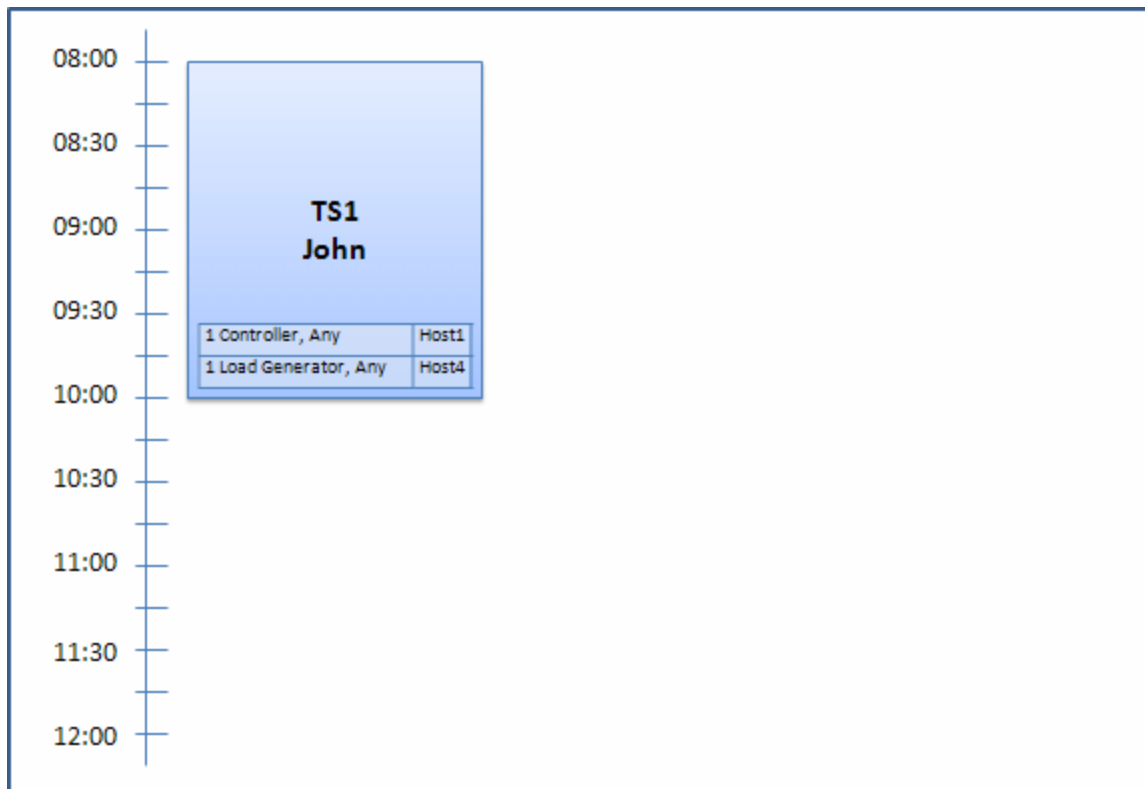 08:00
08:30
09:00
09:30
10:00
10:30
11:00
11:30
12:00
TS1
John
1 Controller, Any Host1
1 Load Generator, Any Host4